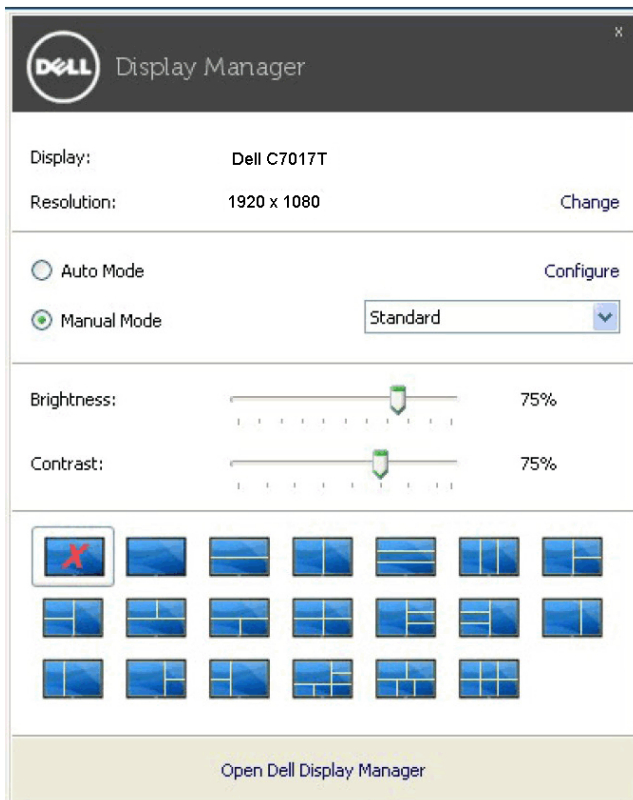 x
DELL Display Manager
Display: Dell C7017T
Resolution: 1920 x 1080 Change
Auto Mode Configure
Manual Mode Standard
Brightness: 75%
Contrast: 75%
X
Open Dell Display Manager